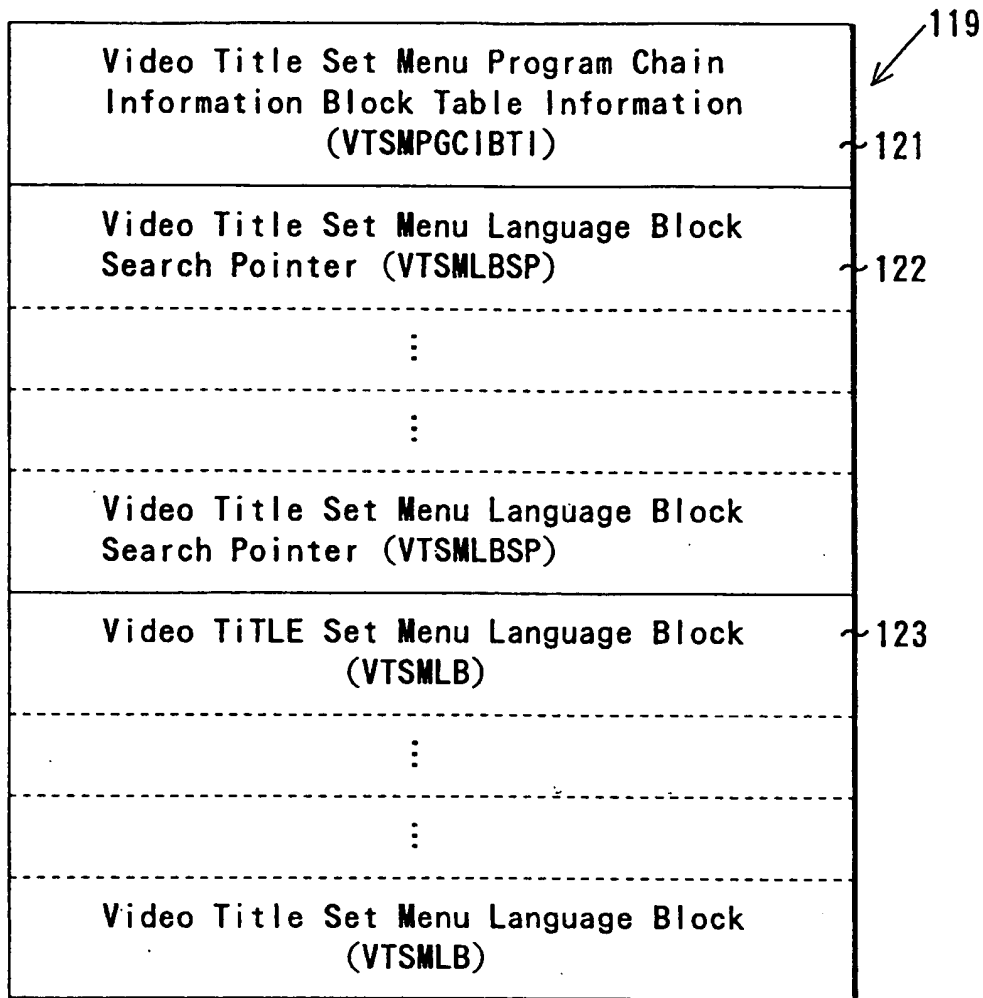 119
Video Title Set Menu Program Chain
Information Block Table Information
(VTSMPGCIBTI)
121
Video Title Set Menu Language Block
Search Pointer (VTSMLBSP)
122
⋮
⋮
Video Title Set Menu Language Block
Search Pointer (VTSMLBSP)
Video TiTLE Set Menu Language Block
123
(VTSMLB)
⋮
⋮
Video Title Set Menu Language Block
(VTSMLB)